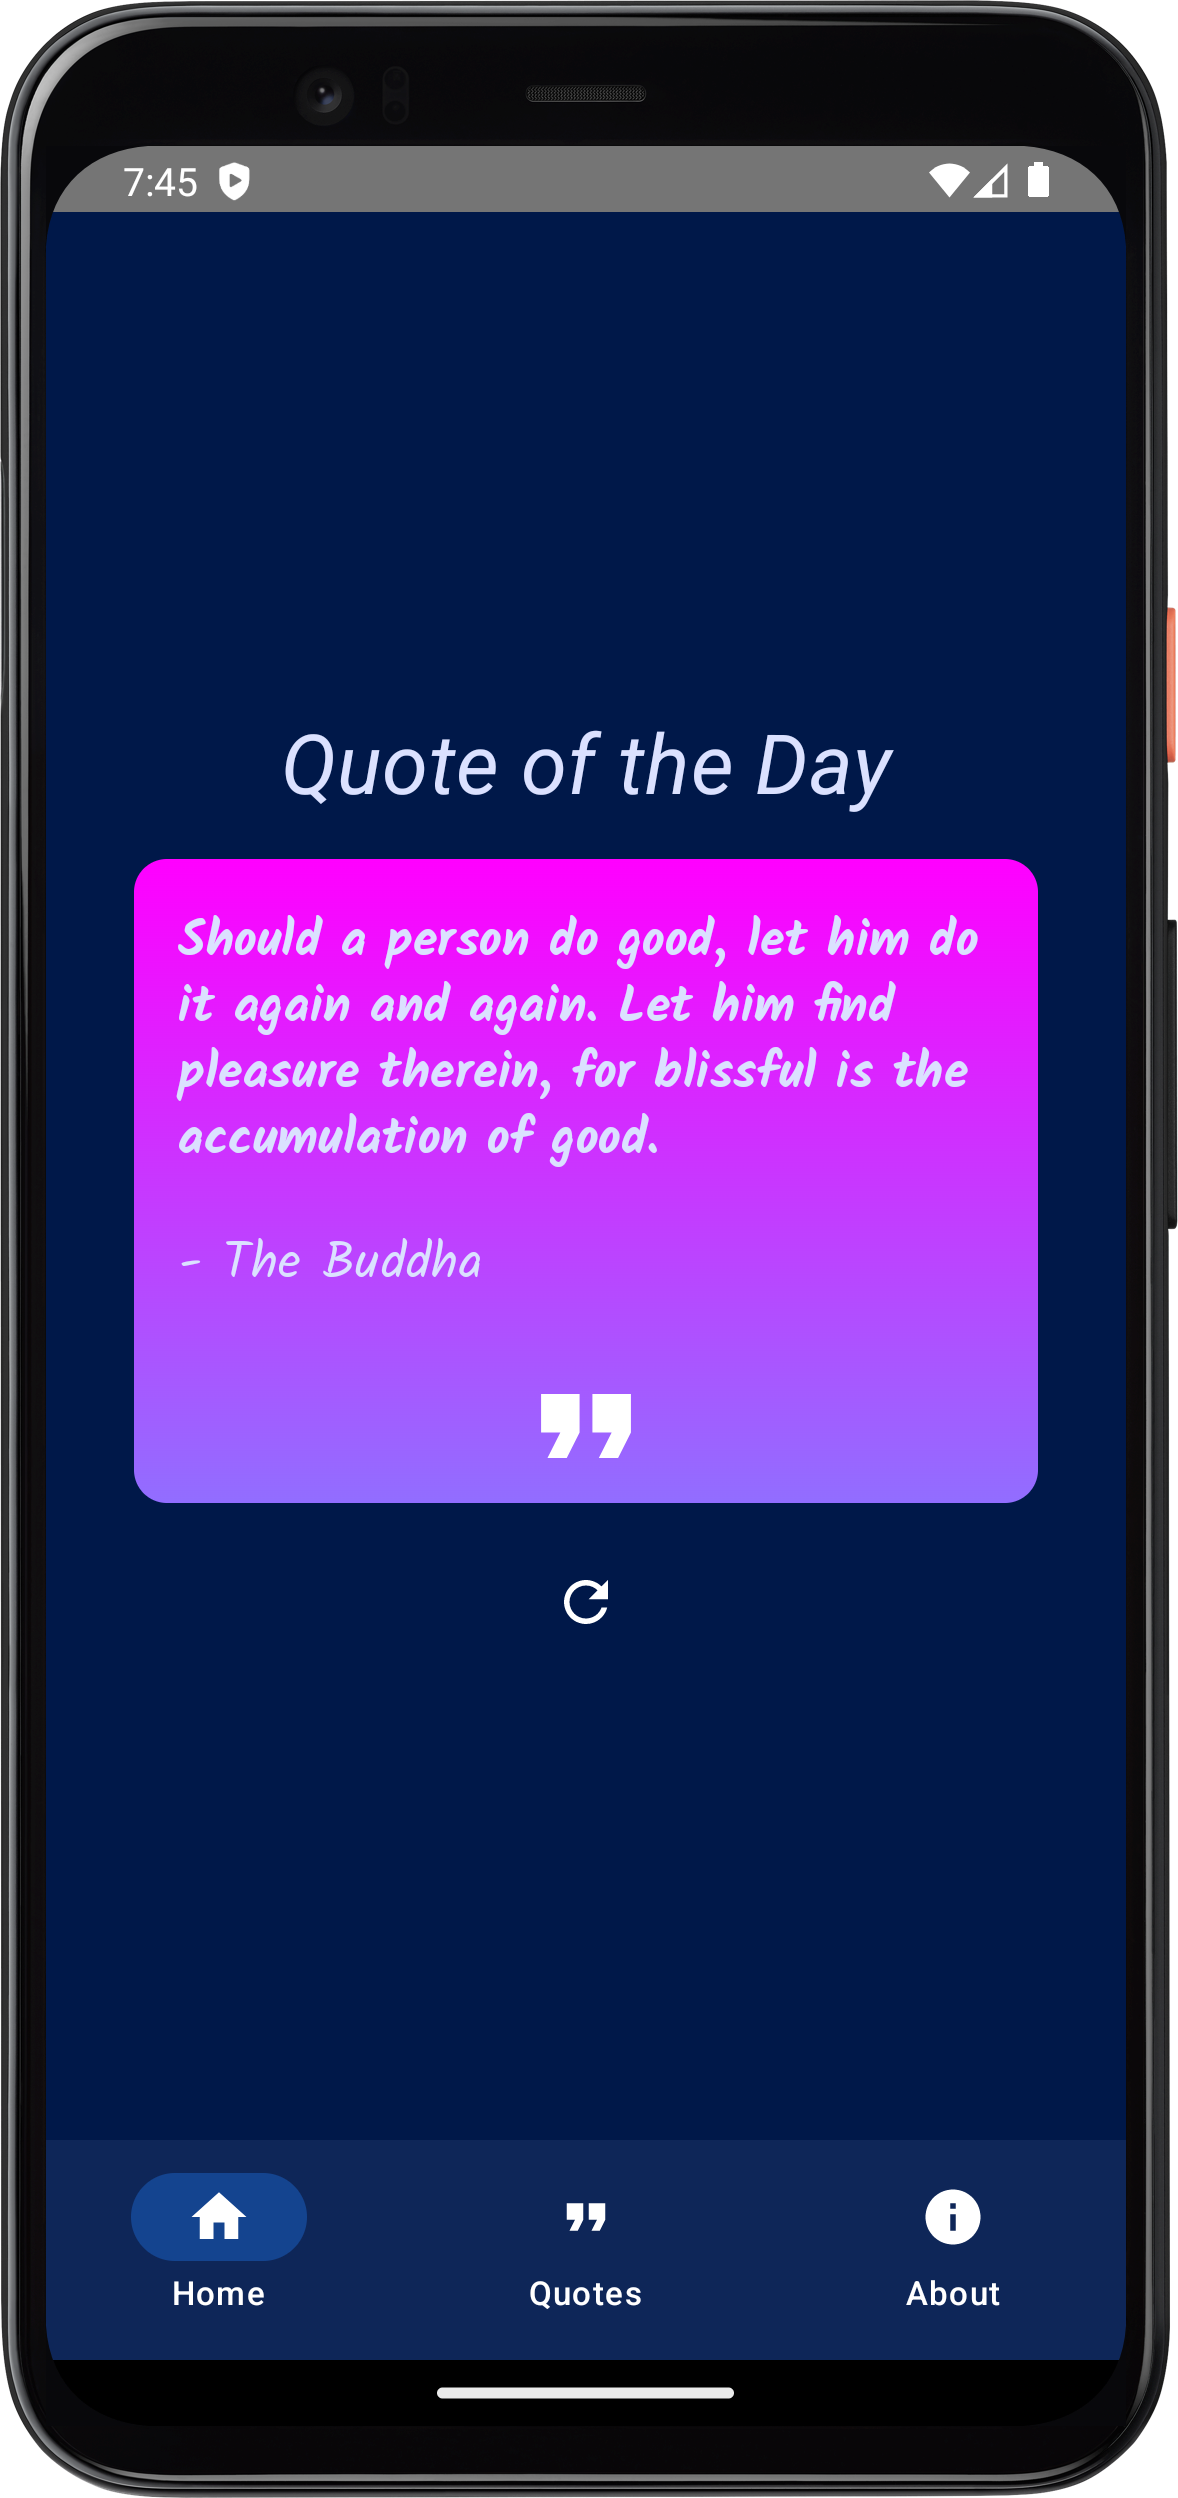 7:45
Quote of the Day
Should a person do good, let him do
it again and again. Let him find
pleasure therein, for blissful is the
accumulation of good.
- The Buddha
Home
Quotes
About